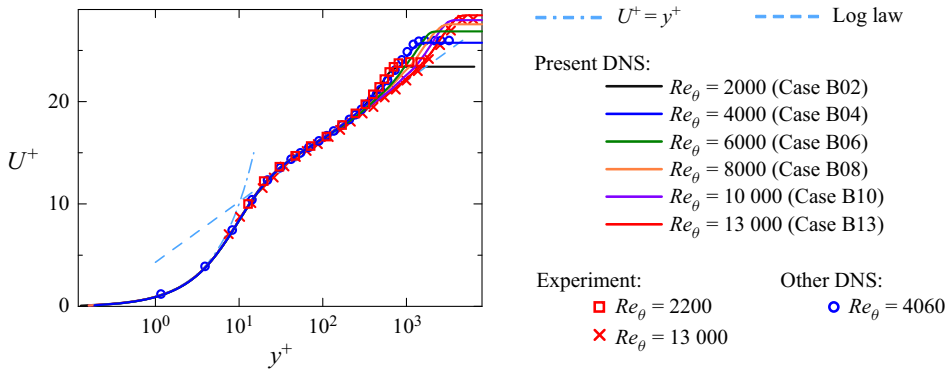 20
10
0
U⁺
10⁰
10¹
10²
10³
y⁺
U⁺ = y⁺
Log law
Present DNS:
Re_θ = 2000 (Case B02)
Re_θ = 4000 (Case B04)
Re_θ = 6000 (Case B06)
Re_θ = 8000 (Case B08)
Re_θ = 10 000 (Case B10)
Re_θ = 13 000 (Case B13)
Experiment:
Re_θ = 2200
Re_θ = 13 000
Other DNS:
Re_θ = 4060